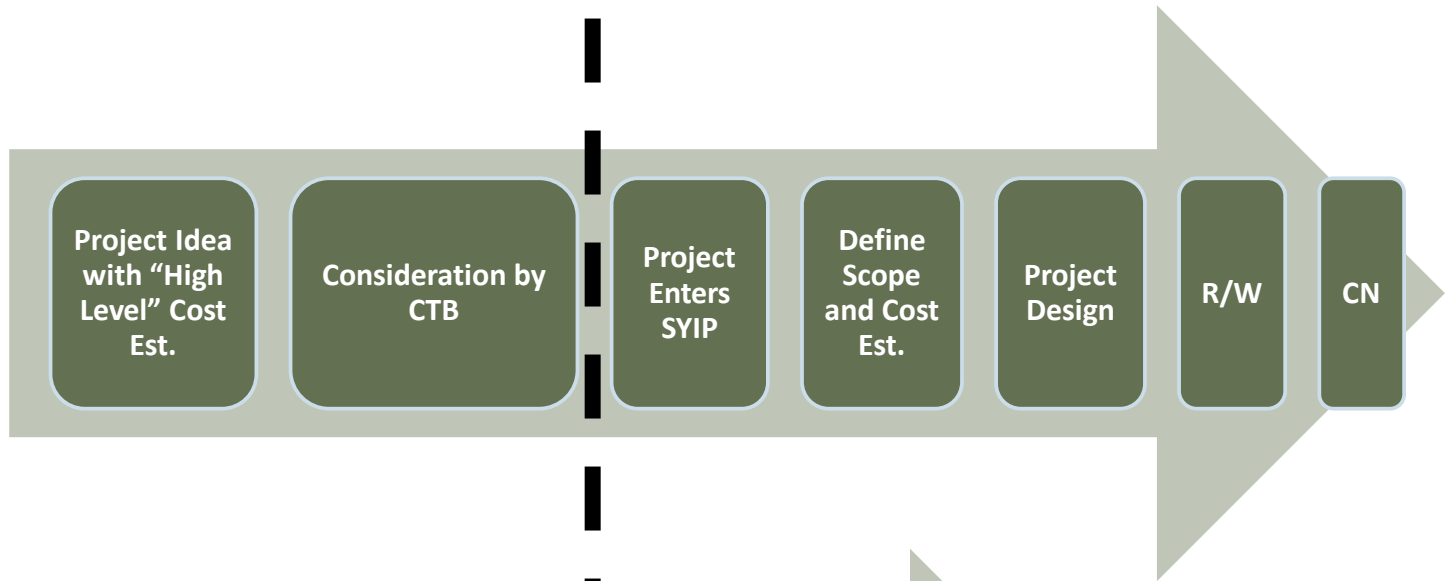 Project Idea
with “High
Level” Cost
Est.
Consideration by
CTB
Project
Enters
SYIP
Define
Scope
and Cost
Est.
Project
Design
R/W
CN